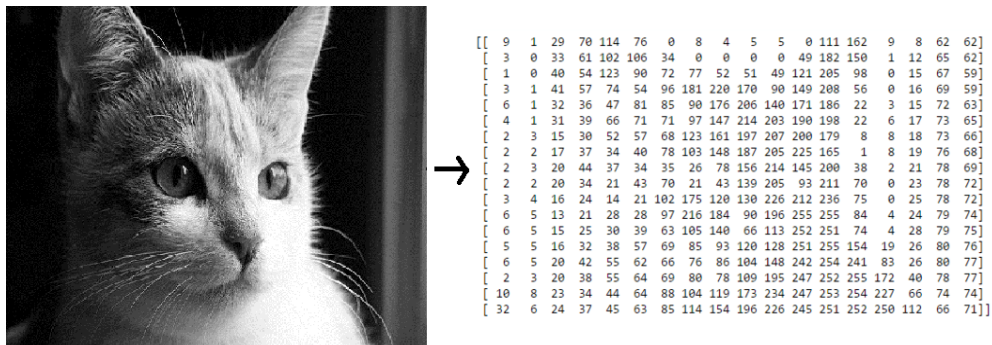 [[ 9 1 29 70 114 76 0 8 4 5 5 0 111 162 9 8 62 62]
[ 3 0 33 61 102 106 34 0 0 0 0 49 182 150 1 12 65 62]
[ 1 0 40 54 123 90 72 77 52 51 49 121 205 98 0 15 67 59]
[ 3 1 41 57 74 54 96 181 220 170 90 149 208 56 0 16 69 59]
[ 6 1 32 36 47 81 85 90 176 206 140 171 186 22 3 15 72 63]
[ 4 1 31 39 66 71 71 97 147 214 203 190 198 22 6 17 73 65]
[ 2 3 15 30 52 57 68 123 161 197 207 200 179 8 8 18 73 66]
[ 2 2 17 37 34 40 78 103 148 187 205 225 165 1 8 19 76 68]
[ 2 3 20 44 37 34 35 26 78 156 214 145 200 38 2 21 78 69]
[ 2 2 20 34 21 43 70 21 43 139 205 93 211 70 0 23 78 72]
[ 3 4 16 24 14 21 102 175 120 130 226 212 236 75 0 25 78 72]
[ 6 5 13 21 28 28 97 216 184 90 196 255 255 84 4 24 79 74]
[ 6 5 15 25 30 39 63 105 140 66 113 252 251 74 4 28 79 75]
[ 5 5 16 32 38 57 69 85 93 120 128 251 255 154 19 26 80 76]
[ 6 5 20 42 55 62 66 76 86 104 148 242 254 241 83 26 80 77]
[ 2 3 20 38 55 64 69 80 78 109 195 247 252 255 172 40 78 77]
[ 10 8 23 34 44 64 88 104 119 173 234 247 253 254 227 66 74 74]
[ 32 6 24 37 45 63 85 114 154 196 226 245 251 252 250 112 66 71]]